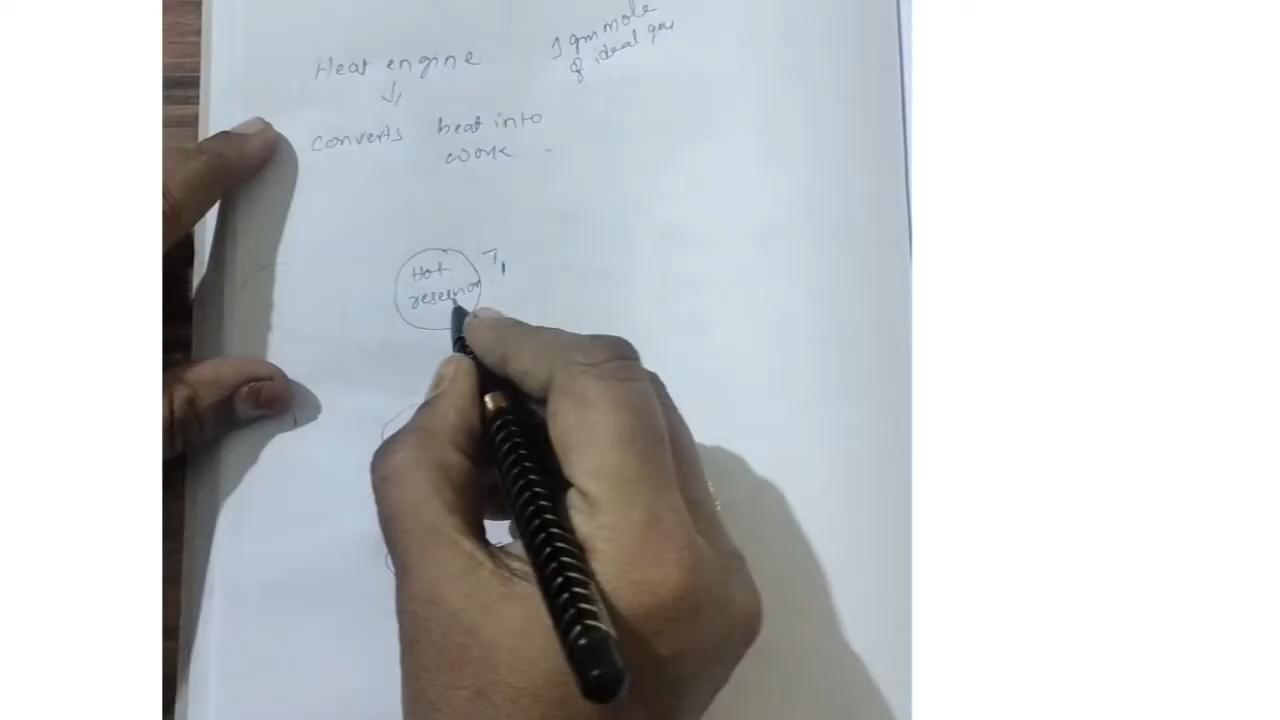 Heat engine
1 gm mole
of ideal gas
converts heat into
work
Hot
reservoir
T1